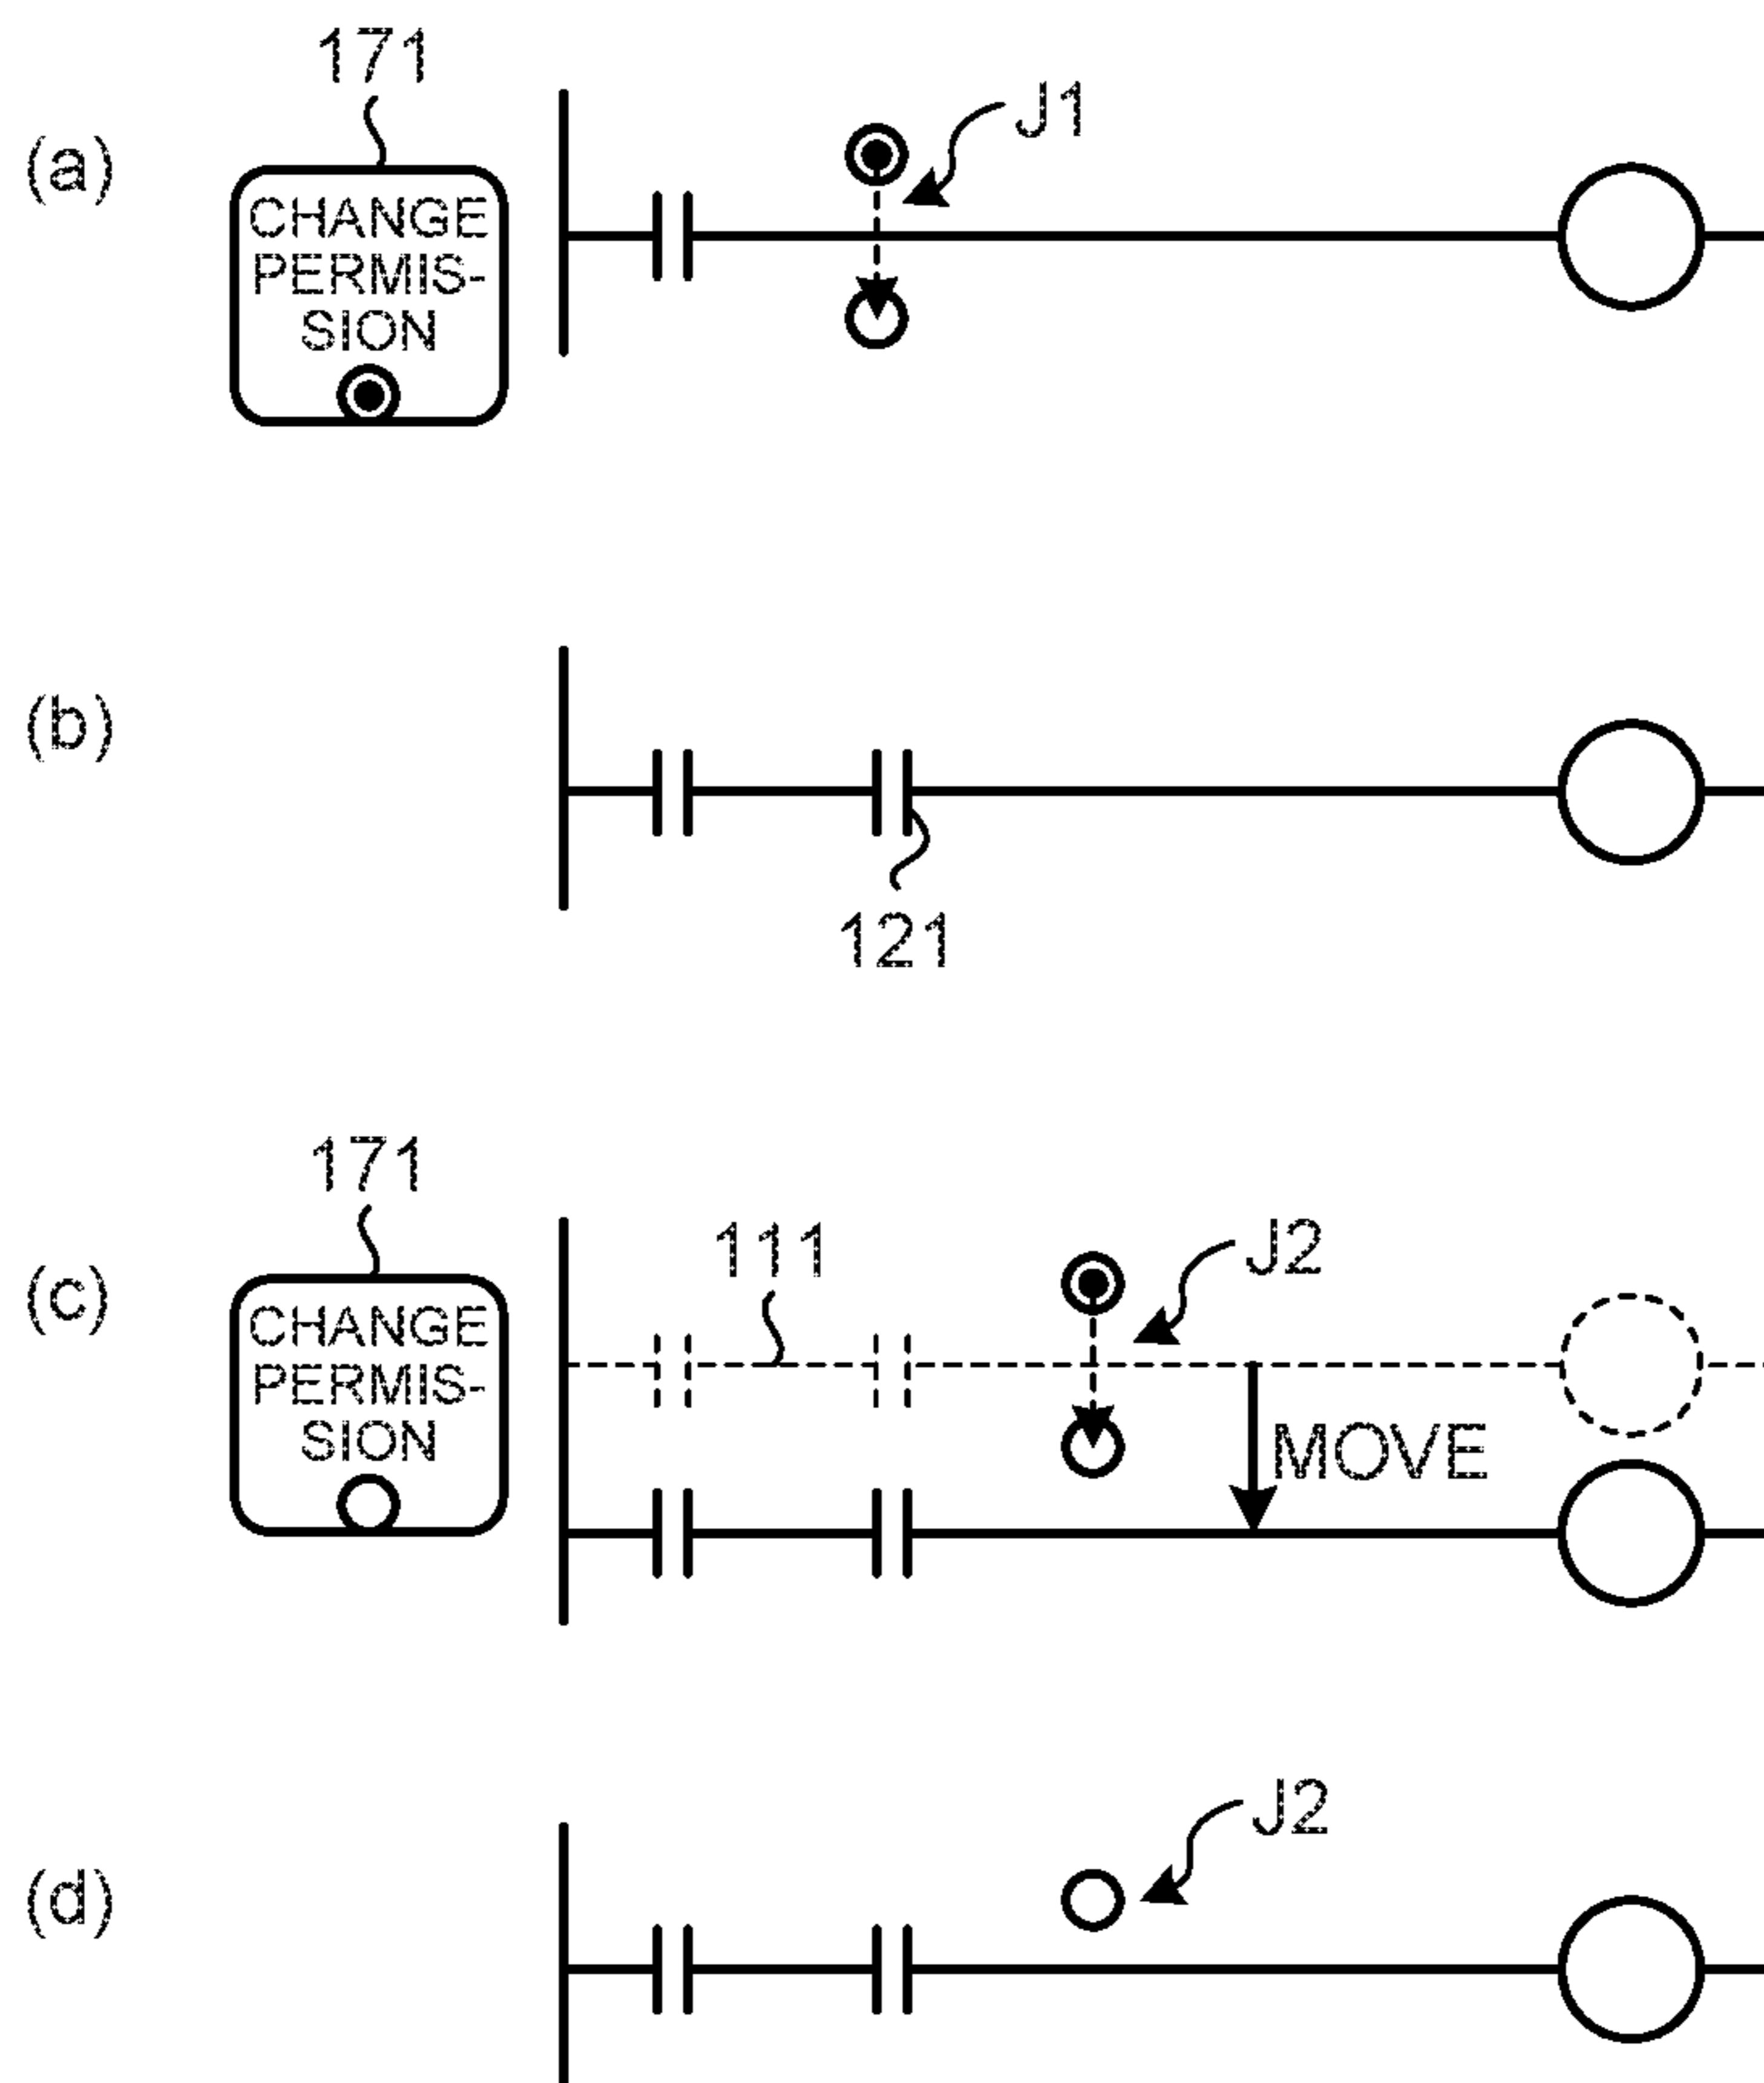 171
(a)
J1
CHANGE
PERMIS-
SION
(b)
121
171
(c)
111
J2
CHANGE
PERMIS-
SION
MOVE
(d)
J2